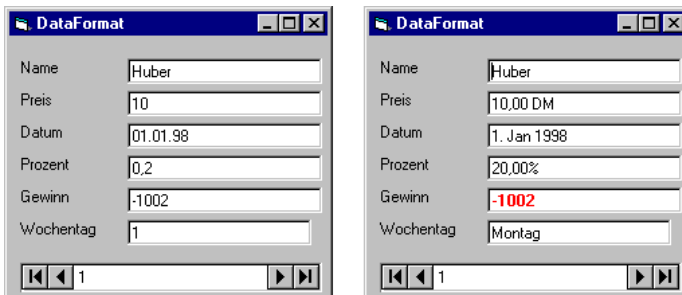 DataFormat
Name Huber
Preis 10
Datum 01.01.98
Prozent 0,2
Gewinn -1002
Wochentag 1
1
DataFormat
Name Huber
Preis 10,00 DM
Datum 1. Jan 1998
Prozent 20,00%
Gewinn -1002
Wochentag Montag
1